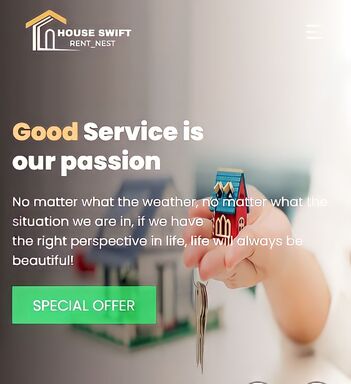 HOUSE SWIFT
RENT_NEST
Good Service is
our passion
No matter what the weather, no matter what the
situation we are in, if we have
the right perspective in life, life will always be
beautiful!
SPECIAL OFFER